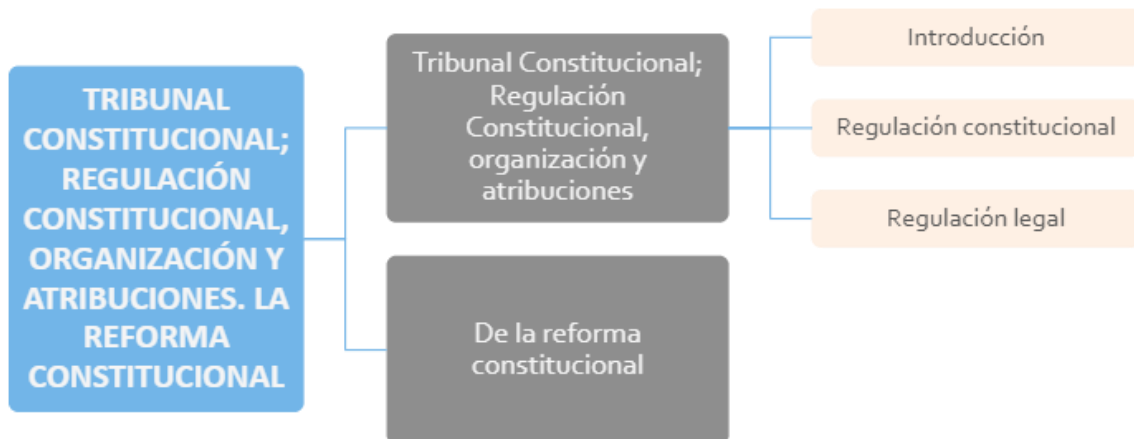 TRIBUNAL
CONSTITUCIONAL;
REGULACIÓN
CONSTITUCIONAL,
ORGANIZACIÓN Y
ATRIBUCIONES. LA
REFORMA
CONSTITUCIONAL
Tribunal Constitucional;
Regulación
Constitucional,
organización y
atribuciones
Introducción
Regulación constitucional
Regulación legal
De la reforma
constitucional